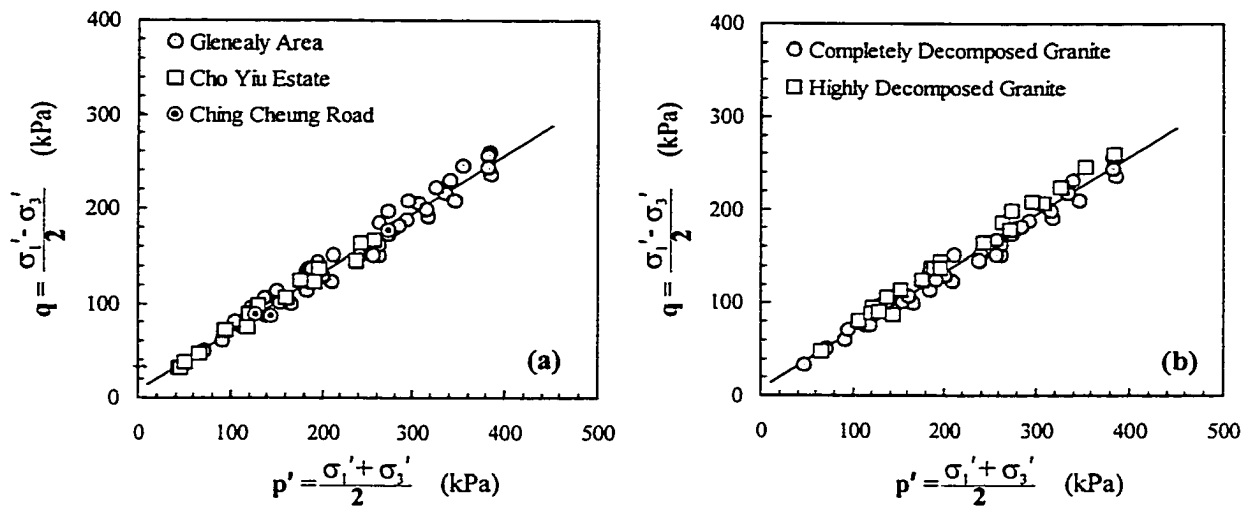 400
300
200
100
0
q = (σ₁' - σ₃')/2 (kPa)
Glenealy Area
Cho Yiu Estate
Ching Cheung Road
(a)
0 100 200 300 400 500
p' = (σ₁' + σ₃')/2 (kPa)
400
300
200
100
0
q = (σ₁' - σ₃')/2 (kPa)
Completely Decomposed Granite
Highly Decomposed Granite
(b)
0 100 200 300 400 500
p' = (σ₁' + σ₃')/2 (kPa)